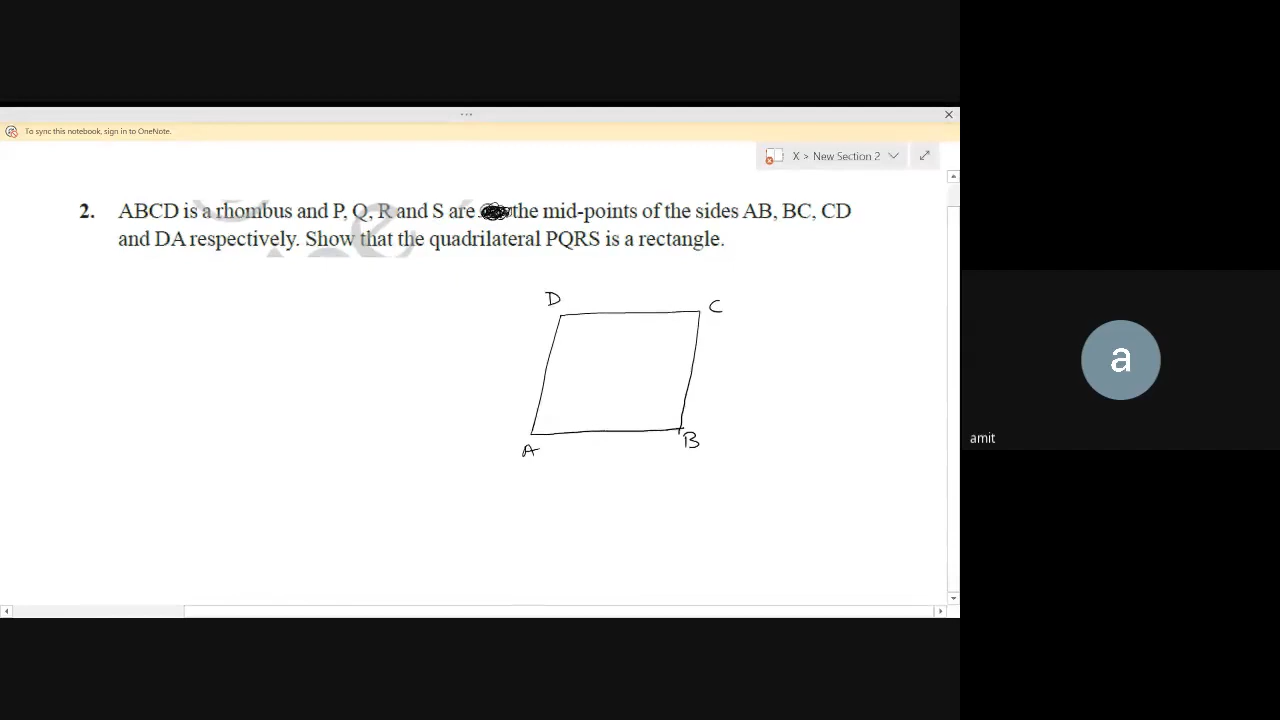 To sync this notebook, sign in to OneNote.
X > New Section 2
2. ABCD is a rhombus and P, Q, R and S are the mid-points of the sides AB, BC, CD
and DA respectively. Show that the quadrilateral PQRS is a rectangle.
D
C
A
B
a
amit